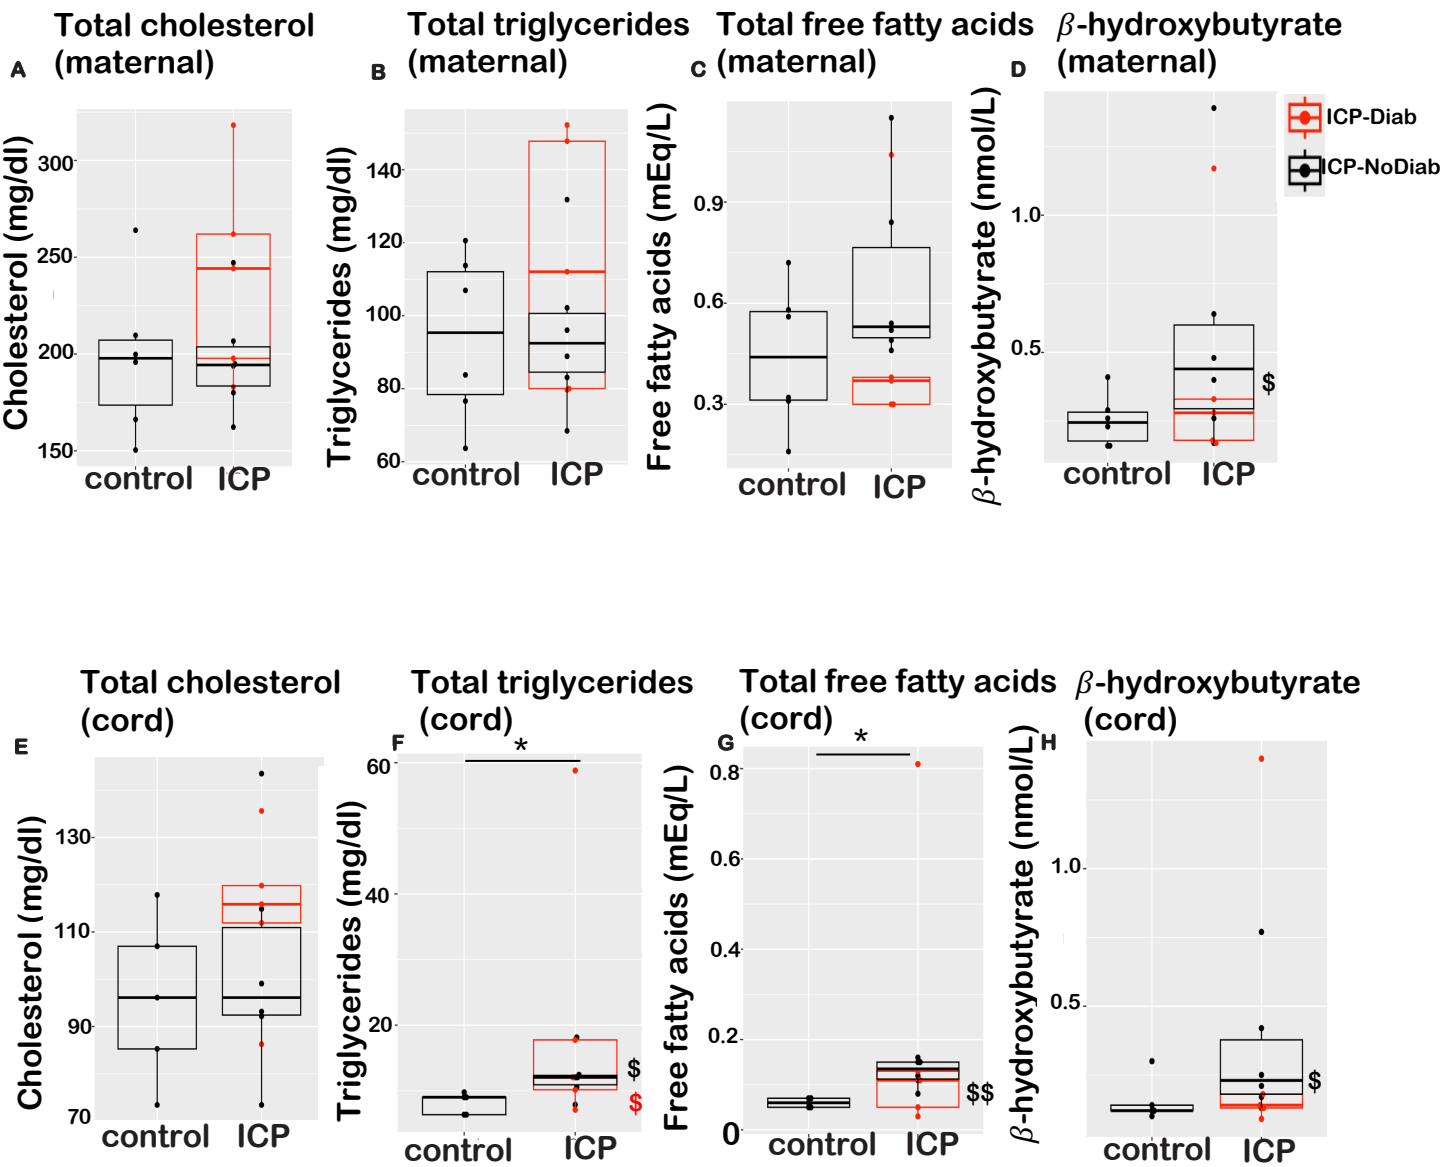 Total cholesterol
(maternal)
A
Cholesterol (mg/dl)
300
250
200
150
control
ICP
Total triglycerides
(maternal)
B
Triglycerides (mg/dl)
140
120
100
80
60
control
ICP
Total free fatty acids
(maternal)
C
Free fatty acids (mEq/L)
0.9
0.6
0.3
control
ICP
β-hydroxybutyrate
(maternal)
D
β-hydroxybutyrate (nmol/L)
1.0
0.5
$
control
ICP
ICP-Diab
ICP-NoDiab
Total cholesterol
(cord)
E
Cholesterol (mg/dl)
130
110
90
70
control
ICP
Total triglycerides
(cord)
F
*
Triglycerides (mg/dl)
60
40
20
$
$
control
ICP
Total free fatty acids
(cord)
G
*
Free fatty acids (mEq/L)
0.8
0.6
0.4
0.2
0
$$
control
ICP
β-hydroxybutyrate
(cord)
H
β-hydroxybutyrate (nmol/L)
1.0
0.5
$
control
ICP